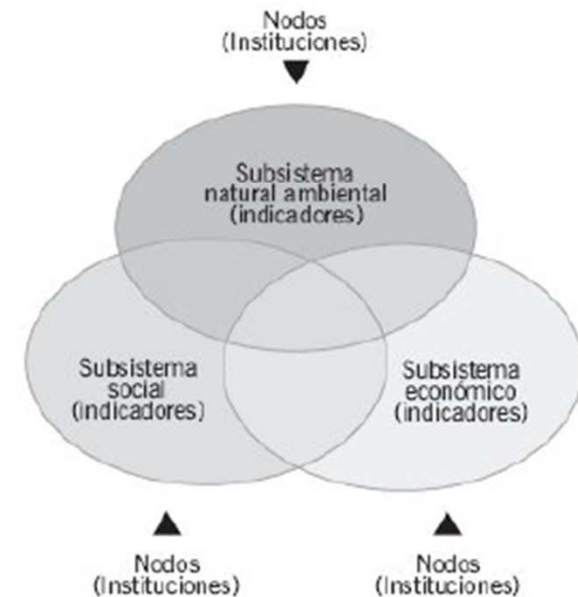 Nodos
(Instituciones)
Subsistema
natural ambiental
(indicadores)
Subsistema
social
(indicadores)
Subsistema
económico
(indicadores)
Nodos
(Instituciones)
Nodos
(Instituciones)